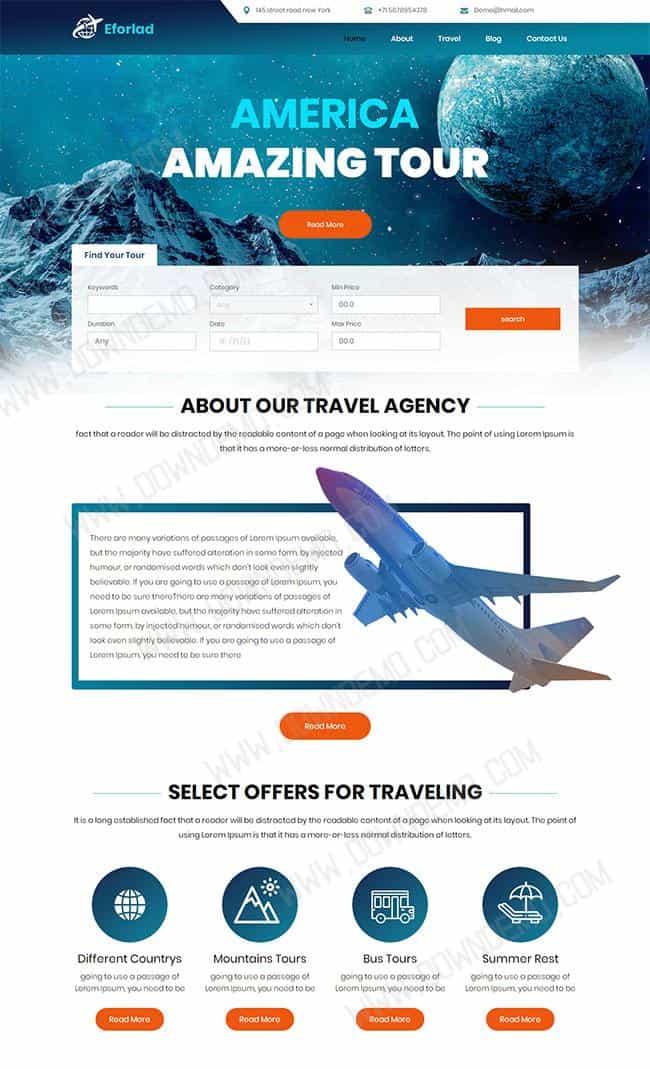 145.street road new York
+71 5678954378
Demo@hmail.com
Eforlad
Home
About
Travel
Blog
Contact Us
AMERICA
AMAZING TOUR
Read More
Find Your Tour
Keywords
Category
Min Price
Any
00.0
search
Duration
Date
Max Price
Any
00.0
ABOUT OUR TRAVEL AGENCY
fact that a reader will be distracted by the readable content of a page when looking at its layout. The point of using Lorem Ipsum is
that it has a more-or-less normal distribution of letters,
There are many variations of passages of Lorem Ipsum available,
but the majority have suffered alteration in some form, by injected
humour, or randomised words which don't look even slightly
believable. If you are going to use a passage of Lorem Ipsum, you
need to be sure thereThere are many variations of passages of
Lorem Ipsum available, but the majority have suffered alteration in
some form, by injected humour, or randomised words which don't
look even slightly believable. If you are going to use a passage of
Lorem Ipsum, you need to be sure there
Read More
SELECT OFFERS FOR TRAVELING
It is a long established fact that a reader will be distracted by the readable content of a page when looking at its layout. The point of
using Lorem Ipsum is that it has a more-or-less normal distribution of letters,
Different Countrys
Mountains Tours
Bus Tours
Summer Rest
going to use a passage of
Lorem Ipsum, you need to be
going to use a passage of
Lorem Ipsum, you need to be
going to use a passage of
Lorem Ipsum, you need to be
going to use a passage of
Lorem Ipsum, you need to be
Read More
Read More
Read More
Read More
WWW.DOWNDEMO.COM
WWW.DOWNDEMO.COM
WWW.DOWNDEMO.COM
WWW.DOWNDEMO.COM